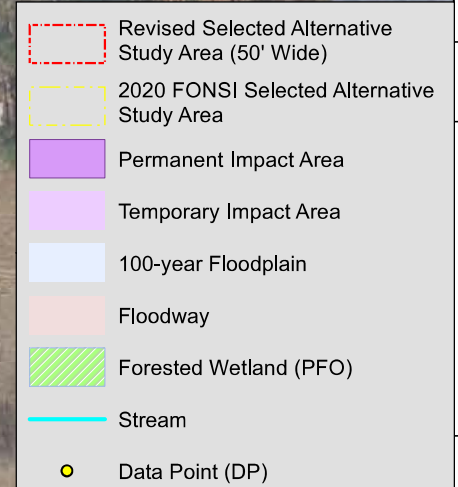 Revised Selected Alternative
Study Area (50' Wide)
2020 FONSI Selected Alternative
Study Area
Permanent Impact Area
Temporary Impact Area
100-year Floodplain
Floodway
Forested Wetland (PFO)
Stream
Data Point (DP)